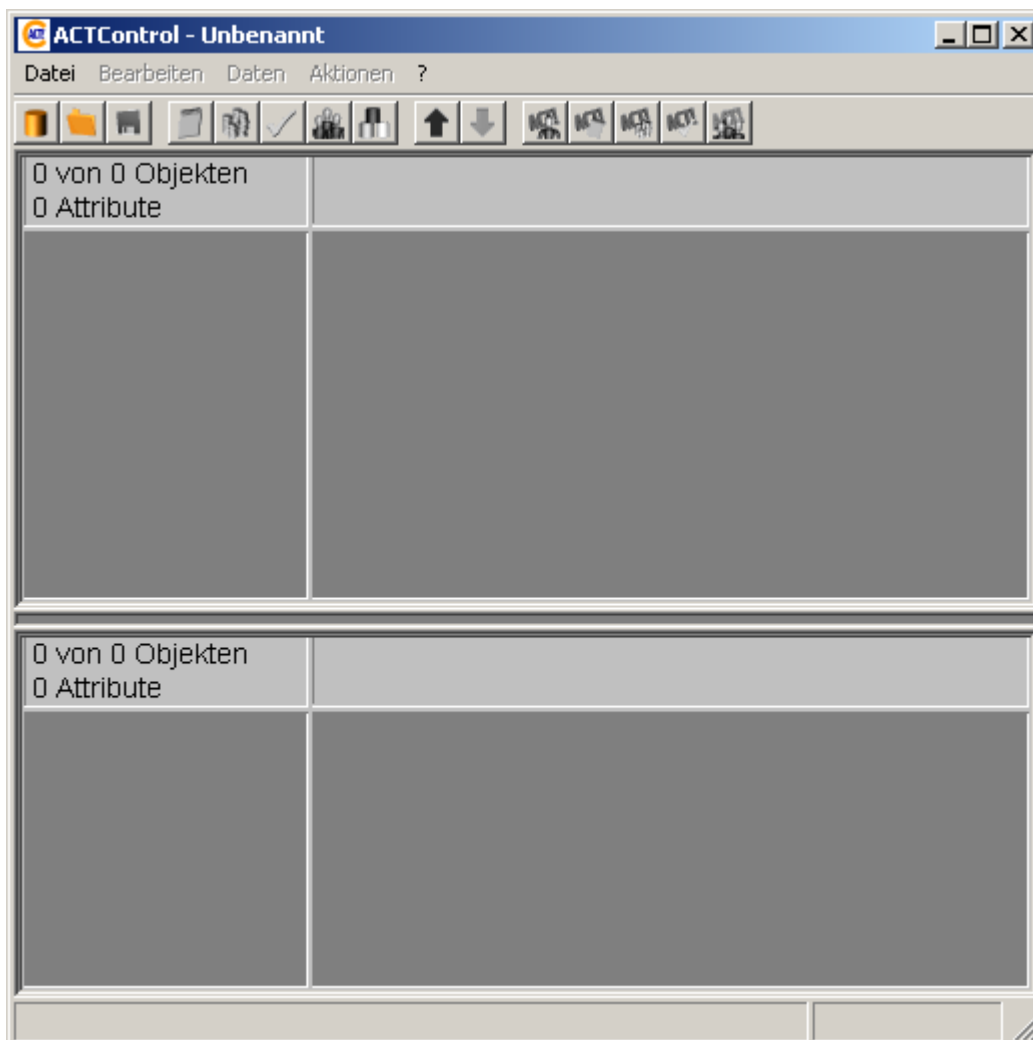 ACTControl - Unbenannt
Datei Bearbeiten Daten Aktionen ?
0 von 0 Objekten
0 Attribute
0 von 0 Objekten
0 Attribute